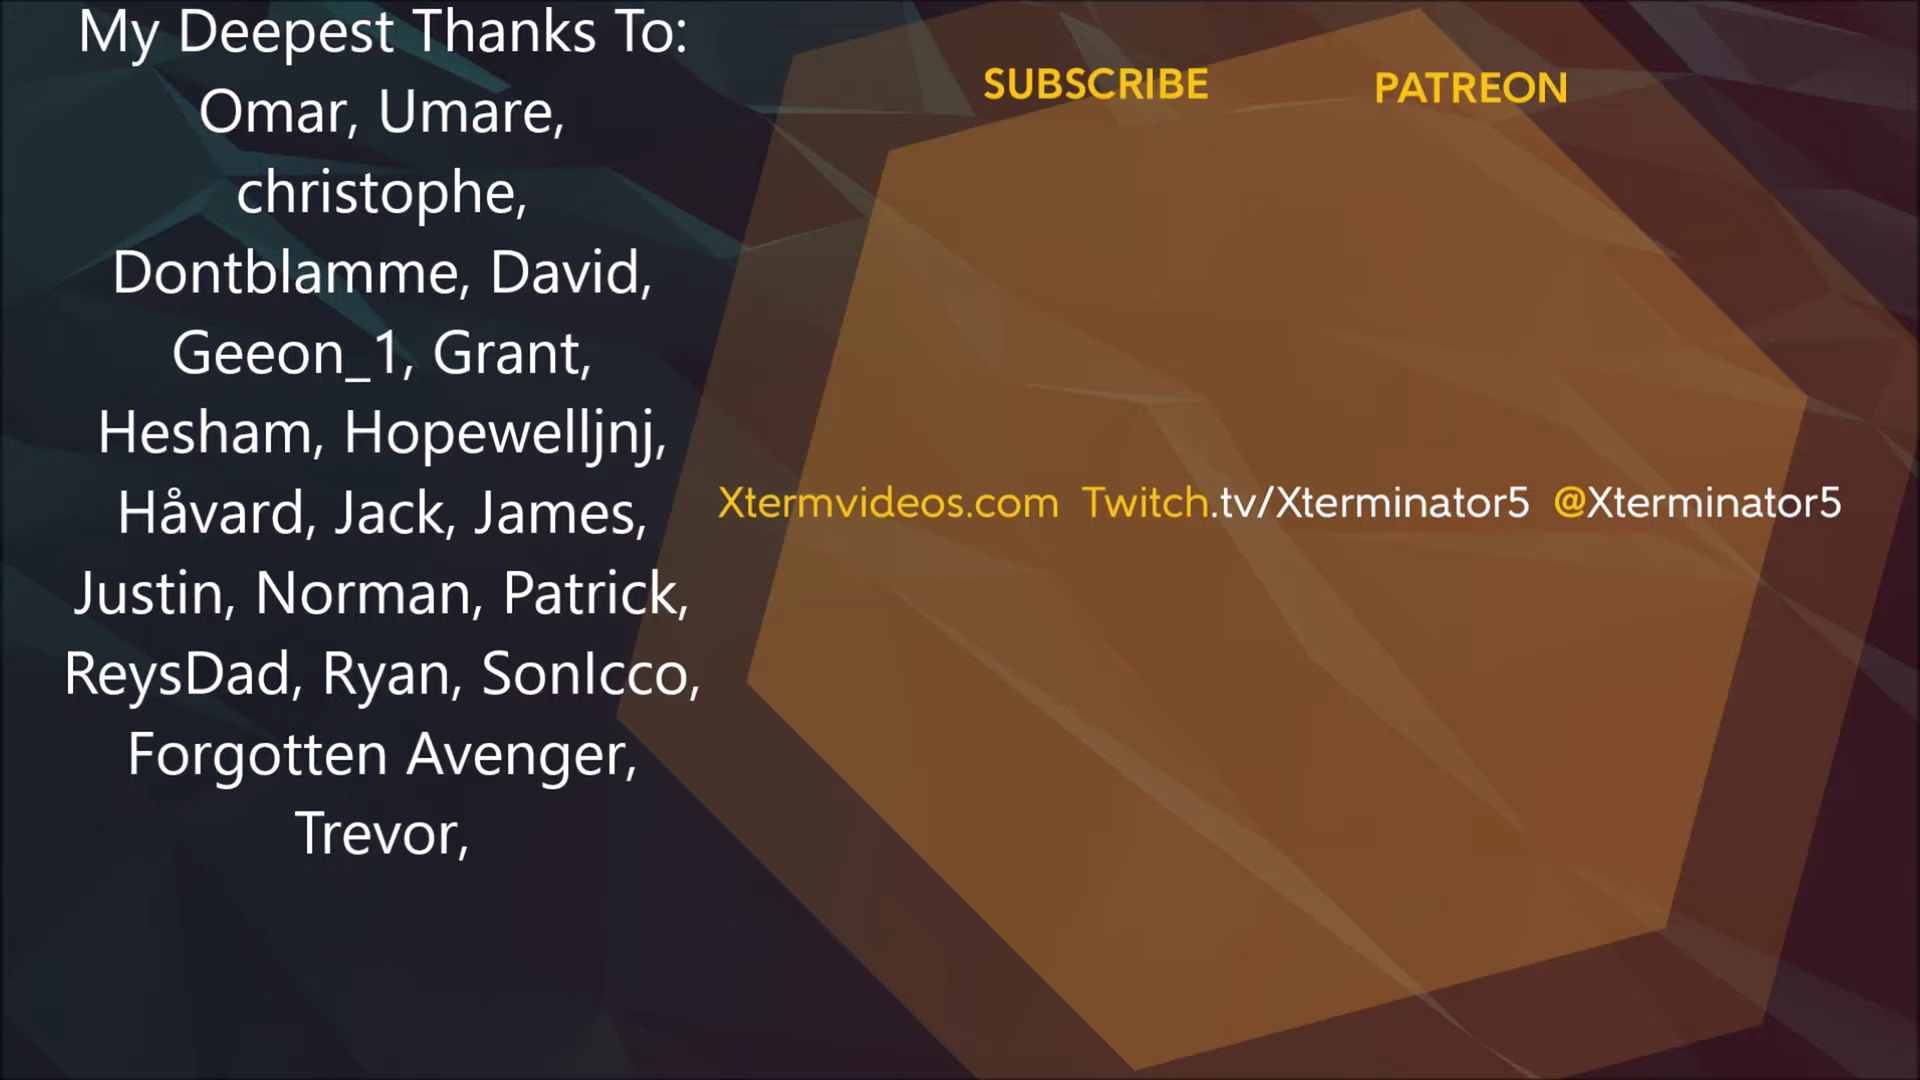 My Deepest Thanks To:
Omar, Umare,
christophe,
Dontblamme, David,
Geeon_1, Grant,
Hesham, Hopewelljnj,
Håvard, Jack, James,
Justin, Norman, Patrick,
ReysDad, Ryan, SonIcco,
Forgotten Avenger,
Trevor,
SUBSCRIBE
PATREON
Xtermvideos.com Twitch.tv/Xterminator5 @Xterminator5